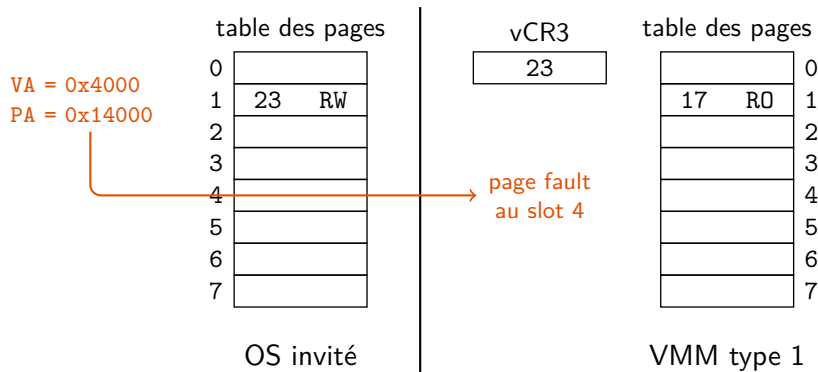 table des pages
0
1 23 RW
2
3
4
5
6
7
OS invité
VA = 0x4000
PA = 0x14000
page fault
au slot 4
vCR3
23
table des pages
0
17 RO 1
2
3
4
5
6
7
VMM type 1